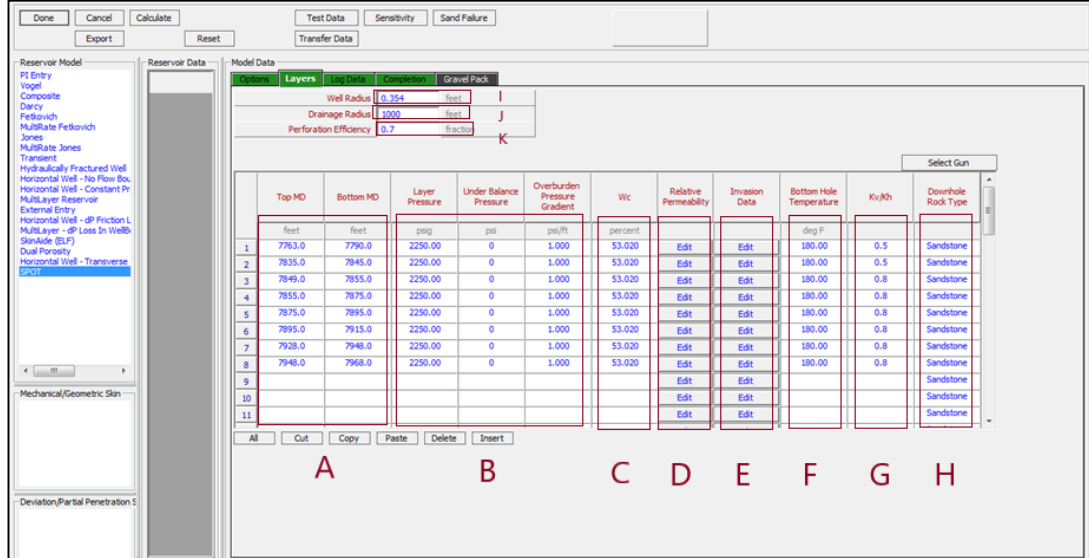 Done Cancel Calculate Test Data Sensitivity Sand Failure
Export Reset Transfer Data
Reservoir Model Reservoir Data Model Data
PI Entry
Vogel
Composite
Darcy
Fetkovich
MultiRate Fetkovich
Jones
MultiRate Jones
Transient
Hydraulically Fractured Well
Horizontal Well - No Flow Bou
Horizontal Well - Constant Pr
MultiLayer Reservoir
External Entry
Horizontal Well - dP Friction L
MultiLayer - dP Loss In WellBo
SkinAide (ELF)
Dual Porosity
Horizontal Well - Transverse
SPOT
Mechanical/Geometric Skin
Deviation/Partial Penetration S
Options Layers Log Data Completion Gravel Pack
Well Radius 0.354 feet I
Drainage Radius 1000 feet J
Perforation Efficiency 0.7 fraction K
Select Gun
Top MD Bottom MD Layer Pressure Under Balance Pressure Overburden Pressure Gradient Wc Relative Permeability Invasion Data Bottom Hole Temperature Kv/Kh Downhole Rock Type
feet feet psig psi psi/ft percent deg F
1 7763.0 7790.0 2250.00 0 1.000 53.020 Edit Edit 180.00 0.5 Sandstone
2 7835.0 7845.0 2250.00 0 1.000 53.020 Edit Edit 180.00 0.5 Sandstone
3 7849.0 7855.0 2250.00 0 1.000 53.020 Edit Edit 180.00 0.8 Sandstone
4 7855.0 7875.0 2250.00 0 1.000 53.020 Edit Edit 180.00 0.8 Sandstone
5 7875.0 7895.0 2250.00 0 1.000 53.020 Edit Edit 180.00 0.8 Sandstone
6 7895.0 7915.0 2250.00 0 1.000 53.020 Edit Edit 180.00 0.8 Sandstone
7 7928.0 7948.0 2250.00 0 1.000 53.020 Edit Edit 180.00 0.8 Sandstone
8 7948.0 7968.0 2250.00 0 1.000 53.020 Edit Edit 180.00 0.8 Sandstone
9 Edit Edit Sandstone
10 Edit Edit Sandstone
11 Edit Edit Sandstone
All Cut Copy Paste Delete Insert
A B C D E F G H